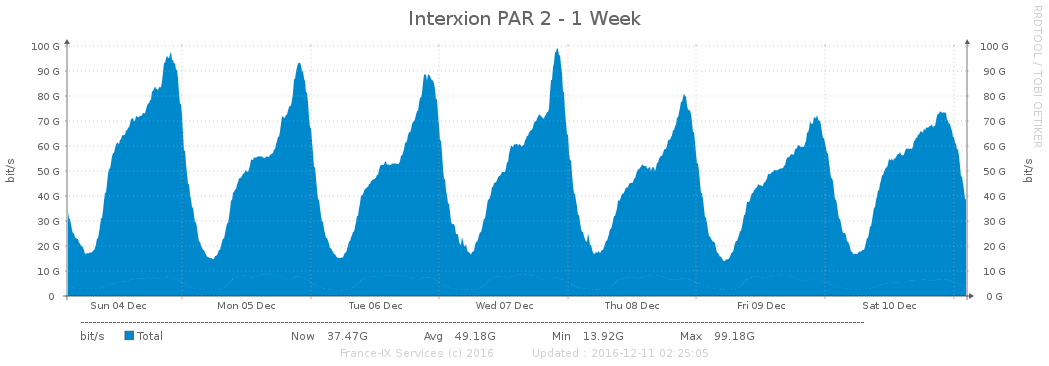 Interxion PAR 2 - 1 Week
RRDTOOL / TOBI OETIKER
bit/s
100 G 100 G
90 G 90 G
80 G 80 G
70 G 70 G
60 G 60 G
50 G 50 G
40 G 40 G
30 G 30 G
20 G 20 G
10 G 10 G
0 0 G
bit/s
Sun 04 Dec Mon 05 Dec Tue 06 Dec Wed 07 Dec Thu 08 Dec Fri 09 Dec Sat 10 Dec
bit/s Total Now 37.47G Avg 49.18G Min 13.92G Max 99.18G
France-IX Services (c) 2016 Updated : 2016-12-11 02:25:05